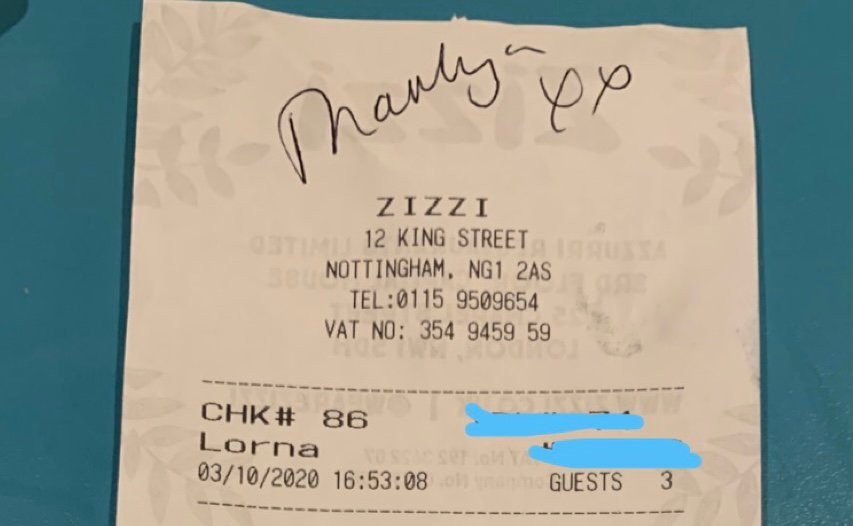 Thankyou xx
ZIZZI
12 KING STREET
NOTTINGHAM, NG1 2AS
TEL:0115 9509654
VAT NO: 354 9459 59
CHK# 86
Lorna
03/10/2020 16:53:08 GUESTS 3